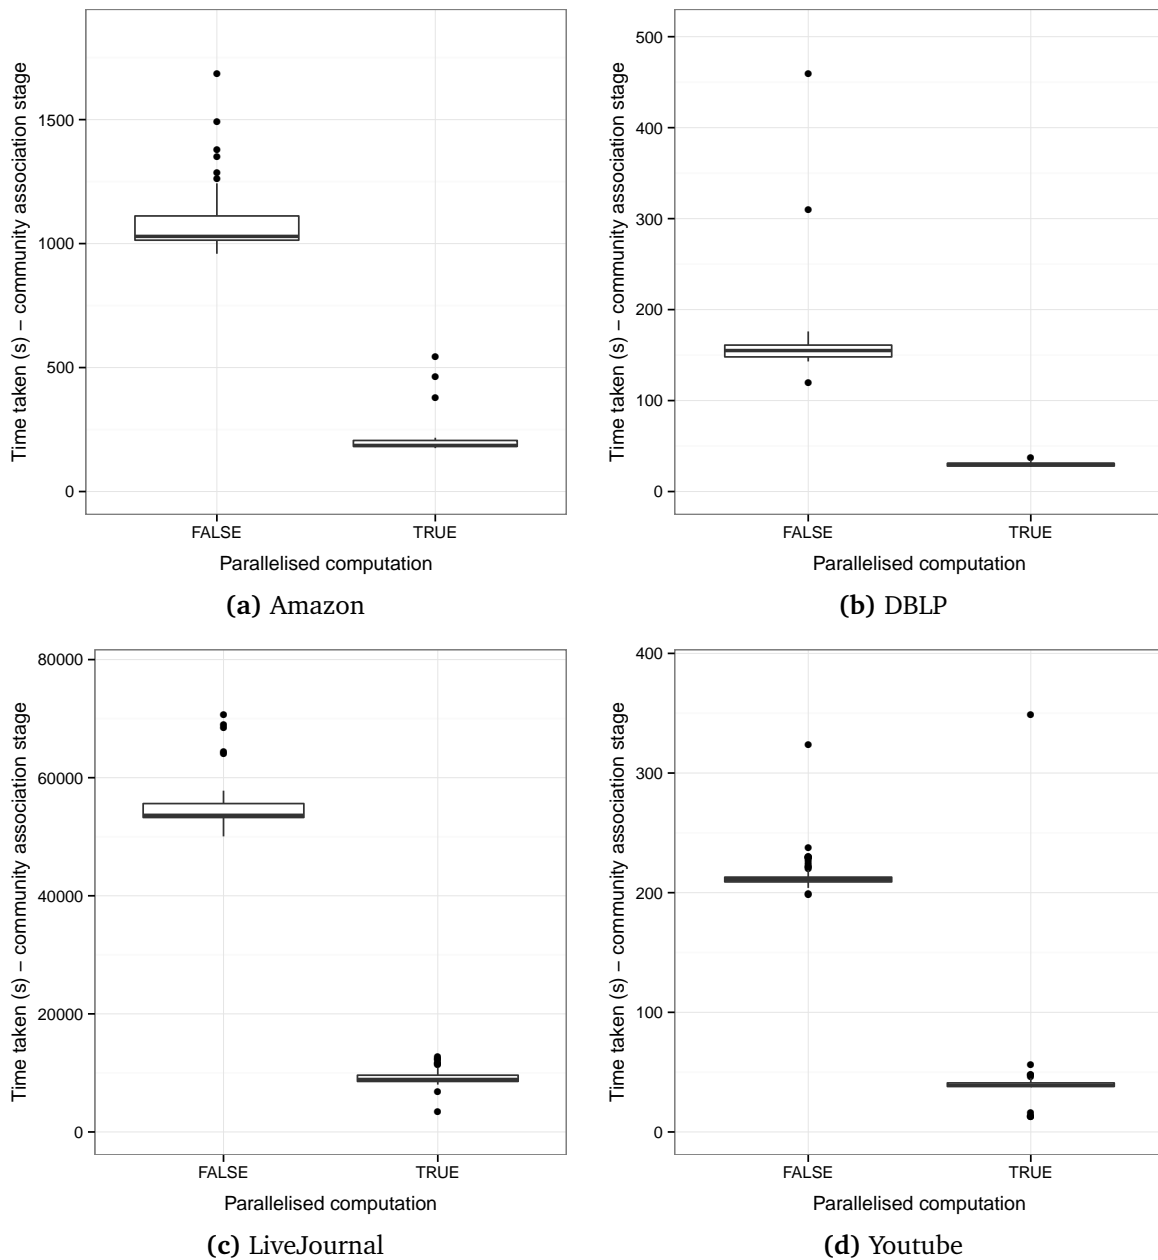 Time taken (s) – community association stage
1500
1000
500
0
FALSE TRUE
Parallelised computation
(a) Amazon
Time taken (s) – community association stage
500
400
300
200
100
0
FALSE TRUE
Parallelised computation
(b) DBLP
Time taken (s) – community association stage
80000
60000
40000
20000
0
FALSE TRUE
Parallelised computation
(c) LiveJournal
Time taken (s) – community association stage
400
300
200
100
0
FALSE TRUE
Parallelised computation
(d) Youtube